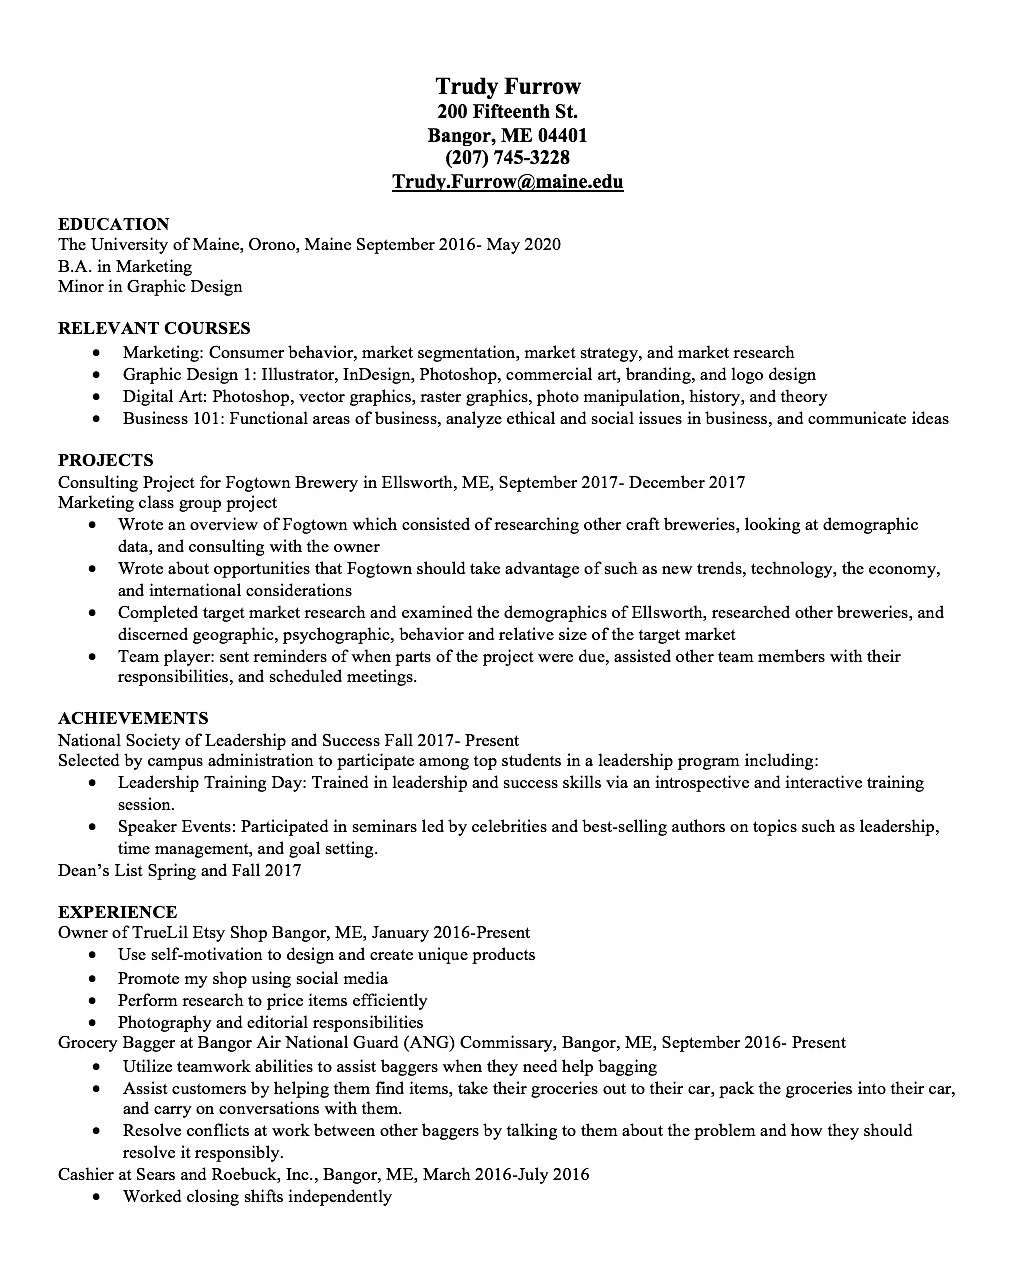 Trudy Furrow
200 Fifteenth St.
Bangor, ME 04401
(207) 745-3228
Trudy.Furrow@maine.edu
EDUCATION
The University of Maine, Orono, Maine September 2016- May 2020
B.A. in Marketing
Minor in Graphic Design
RELEVANT COURSES
• Marketing: Consumer behavior, market segmentation, market strategy, and market research
• Graphic Design 1: Illustrator, InDesign, Photoshop, commercial art, branding, and logo design
• Digital Art: Photoshop, vector graphics, raster graphics, photo manipulation, history, and theory
• Business 101: Functional areas of business, analyze ethical and social issues in business, and communicate ideas
PROJECTS
Consulting Project for Fogtown Brewery in Ellsworth, ME, September 2017- December 2017
Marketing class group project
• Wrote an overview of Fogtown which consisted of researching other craft breweries, looking at demographic
data, and consulting with the owner
• Wrote about opportunities that Fogtown should take advantage of such as new trends, technology, the economy,
and international considerations
• Completed target market research and examined the demographics of Ellsworth, researched other breweries, and
discerned geographic, psychographic, behavior and relative size of the target market
• Team player: sent reminders of when parts of the project were due, assisted other team members with their
responsibilities, and scheduled meetings.
ACHIEVEMENTS
National Society of Leadership and Success Fall 2017- Present
Selected by campus administration to participate among top students in a leadership program including:
• Leadership Training Day: Trained in leadership and success skills via an introspective and interactive training
session.
• Speaker Events: Participated in seminars led by celebrities and best-selling authors on topics such as leadership,
time management, and goal setting.
Dean’s List Spring and Fall 2017
EXPERIENCE
Owner of TrueLil Etsy Shop Bangor, ME, January 2016-Present
• Use self-motivation to design and create unique products
• Promote my shop using social media
• Perform research to price items efficiently
• Photography and editorial responsibilities
Grocery Bagger at Bangor Air National Guard (ANG) Commissary, Bangor, ME, September 2016- Present
• Utilize teamwork abilities to assist baggers when they need help bagging
• Assist customers by helping them find items, take their groceries out to their car, pack the groceries into their car,
and carry on conversations with them.
• Resolve conflicts at work between other baggers by talking to them about the problem and how they should
resolve it responsibly.
Cashier at Sears and Roebuck, Inc., Bangor, ME, March 2016-July 2016
• Worked closing shifts independently